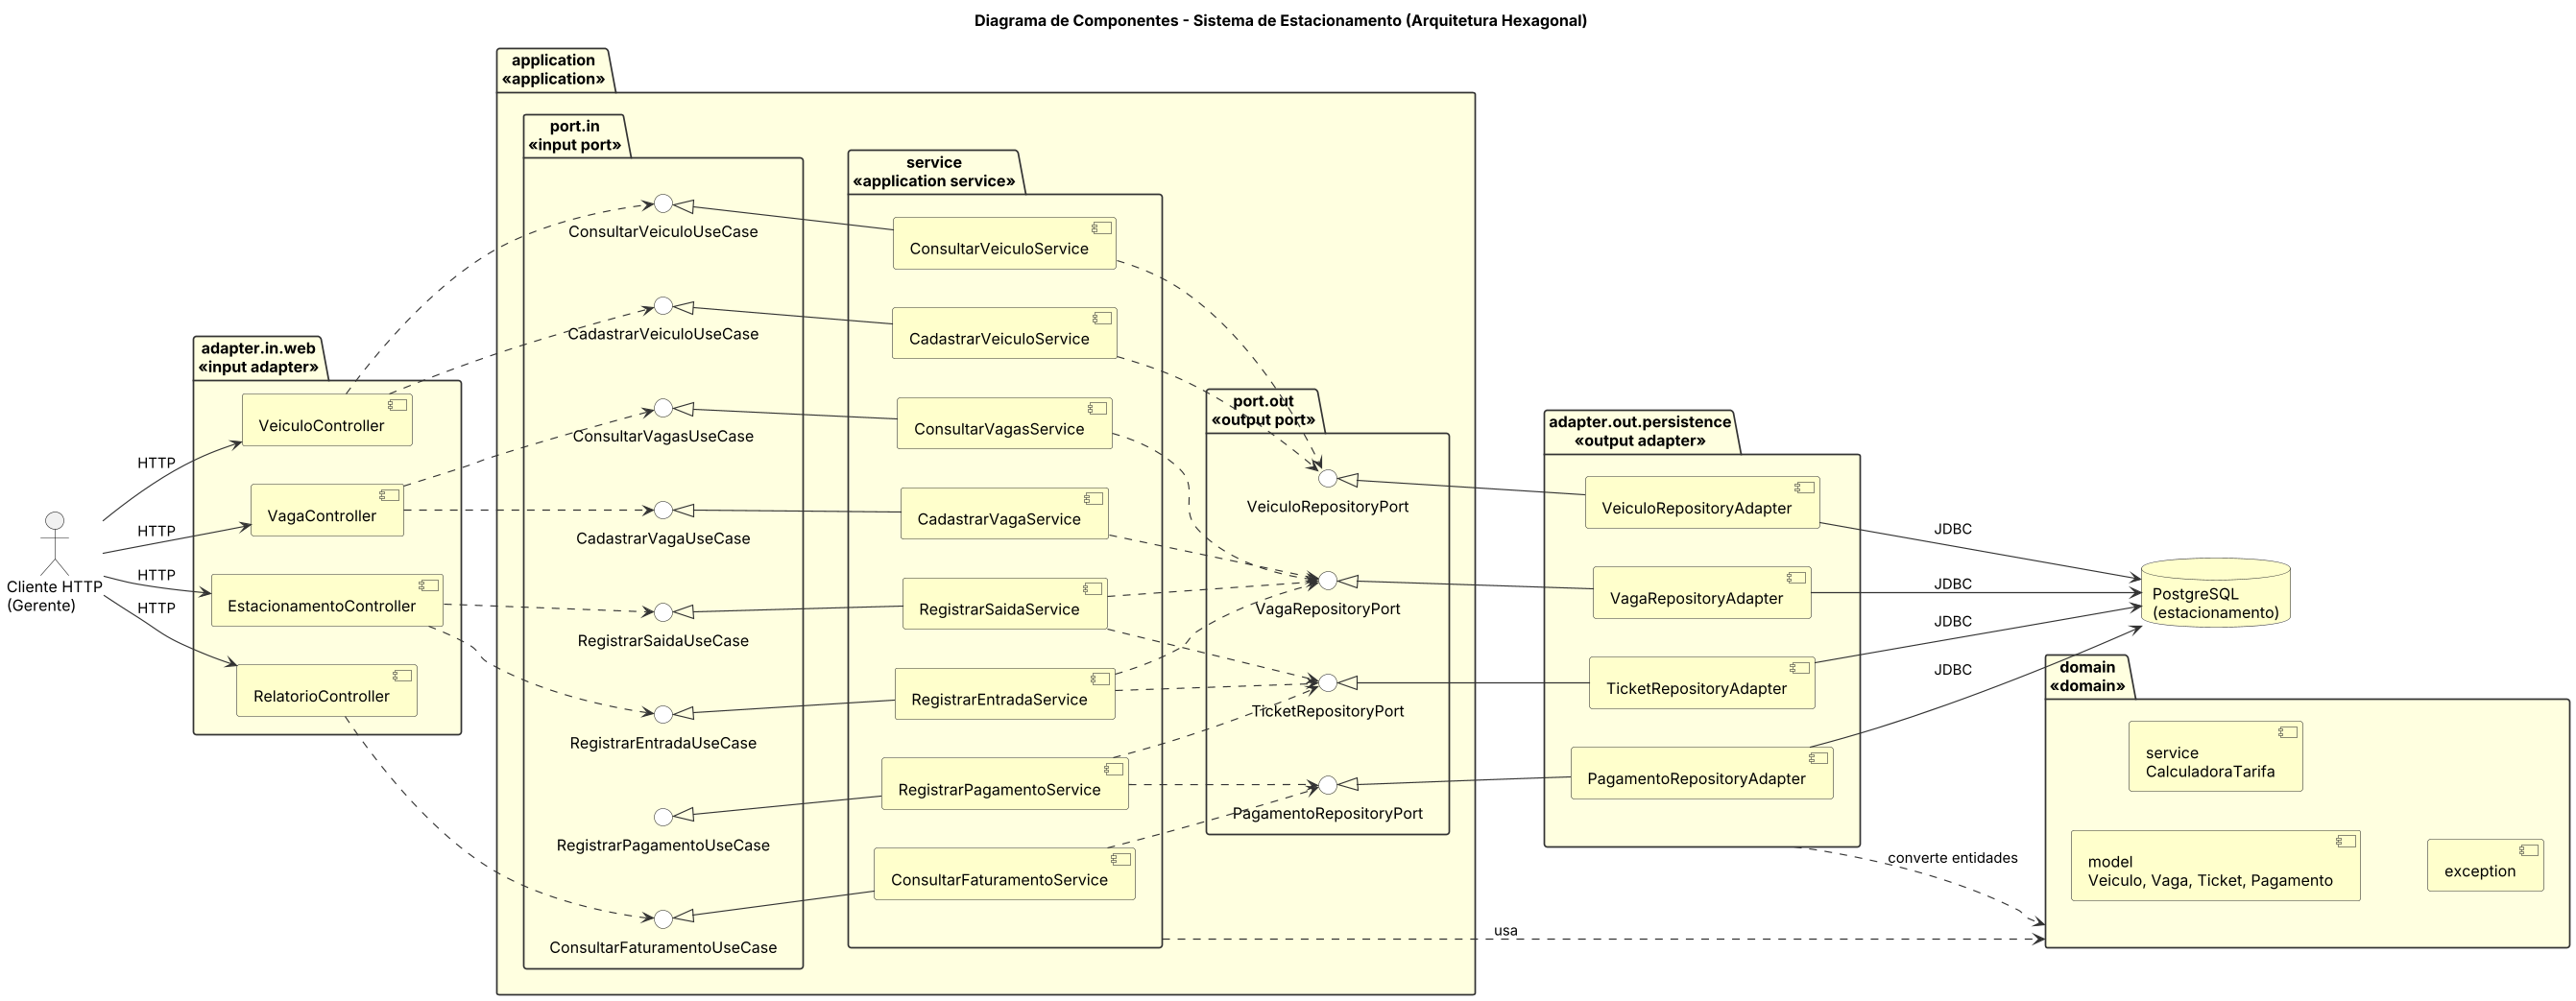 Diagrama de Componentes - Sistema de Estacionamento (Arquitetura Hexagonal)
application
«application»
port.in
«input port»
ConsultarVeiculoUseCase
CadastrarVeiculoUseCase
ConsultarVagasUseCase
CadastrarVagaUseCase
RegistrarSaidaUseCase
RegistrarEntradaUseCase
RegistrarPagamentoUseCase
ConsultarFaturamentoUseCase
service
«application service»
ConsultarVeiculoService
CadastrarVeiculoService
ConsultarVagasService
CadastrarVagaService
RegistrarSaidaService
RegistrarEntradaService
RegistrarPagamentoService
ConsultarFaturamentoService
port.out
«output port»
VeiculoRepositoryPort
VagaRepositoryPort
TicketRepositoryPort
PagamentoRepositoryPort
adapter.in.web
«input adapter»
VeiculoController
VagaController
EstacionamentoController
RelatorioController
HTTP
HTTP
HTTP
HTTP
Cliente HTTP
(Gerente)
adapter.out.persistence
«output adapter»
VeiculoRepositoryAdapter
VagaRepositoryAdapter
TicketRepositoryAdapter
PagamentoRepositoryAdapter
JDBC
JDBC
JDBC
JDBC
PostgreSQL
(estacionamento)
domain
«domain»
service
CalculadoraTarifa
model
Veiculo, Vaga, Ticket, Pagamento
exception
converte entidades
usa